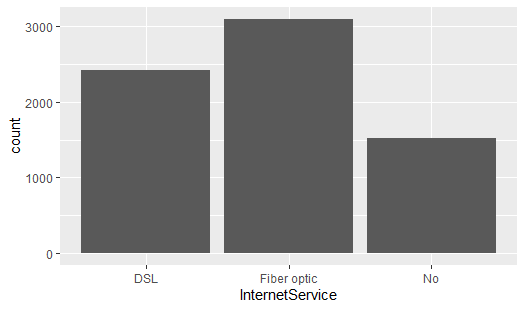 3000
2000
1000
0
count
DSL Fiber optic No
InternetService